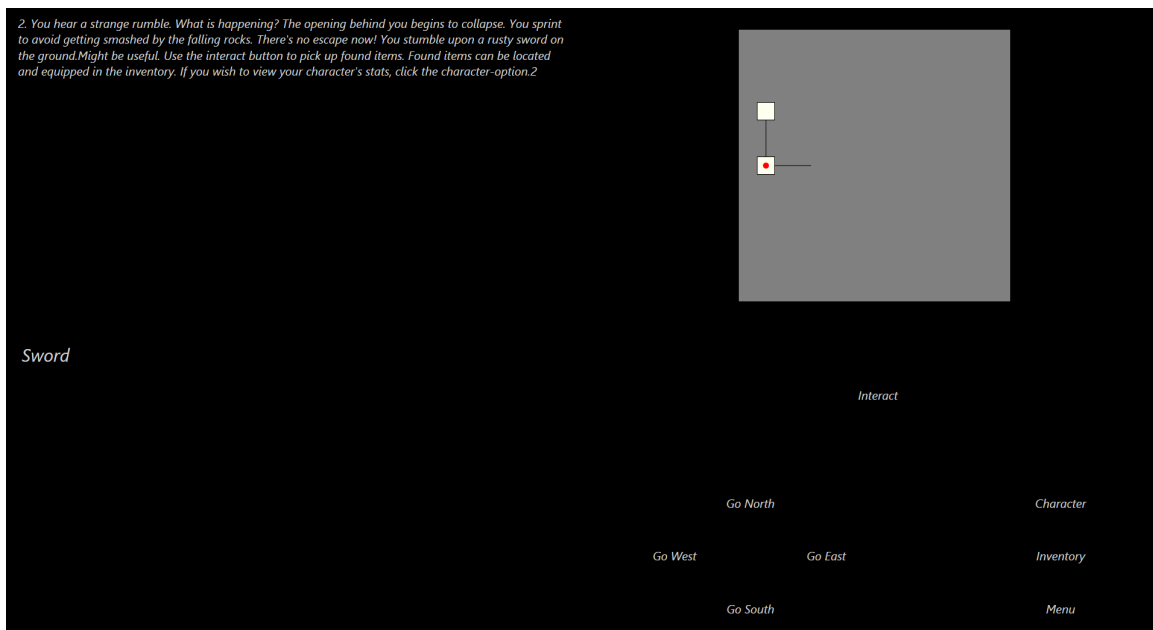 2. You hear a strange rumble. What is happening? The opening behind you begins to collapse. You sprint
to avoid getting smashed by the falling rocks. There's no escape now! You stumble upon a rusty sword on
the ground.Might be useful. Use the interact button to pick up found items. Found items can be located
and equipped in the inventory. If you wish to view your character's stats, click the character-option.2
Sword
Interact
Go North
Character
Go West
Go East
Inventory
Go South
Menu